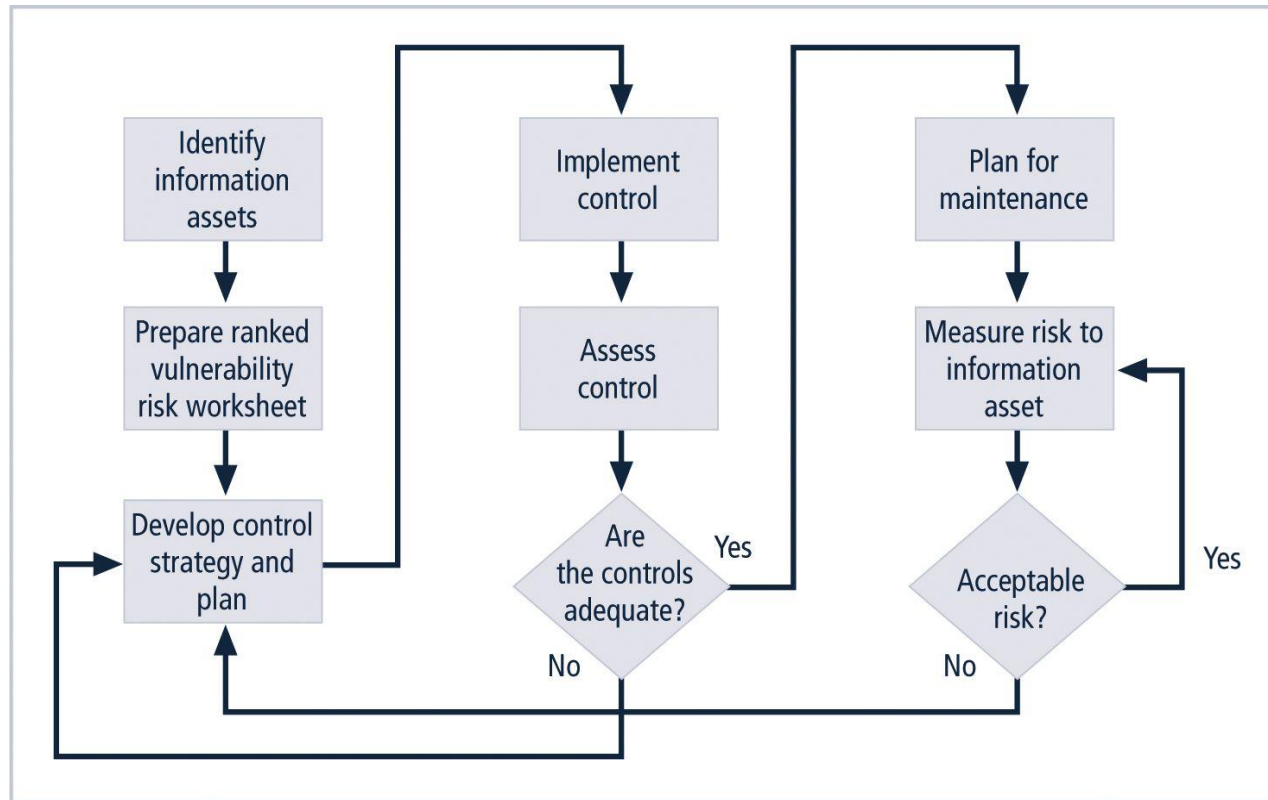 Identify
information
assets
Prepare ranked
vulnerability
risk worksheet
Develop control
strategy and
plan
Implement
control
Assess
control
Are
the controls
adequate?
Yes
No
Plan for
maintenance
Measure risk to
information
asset
Acceptable
risk?
Yes
No